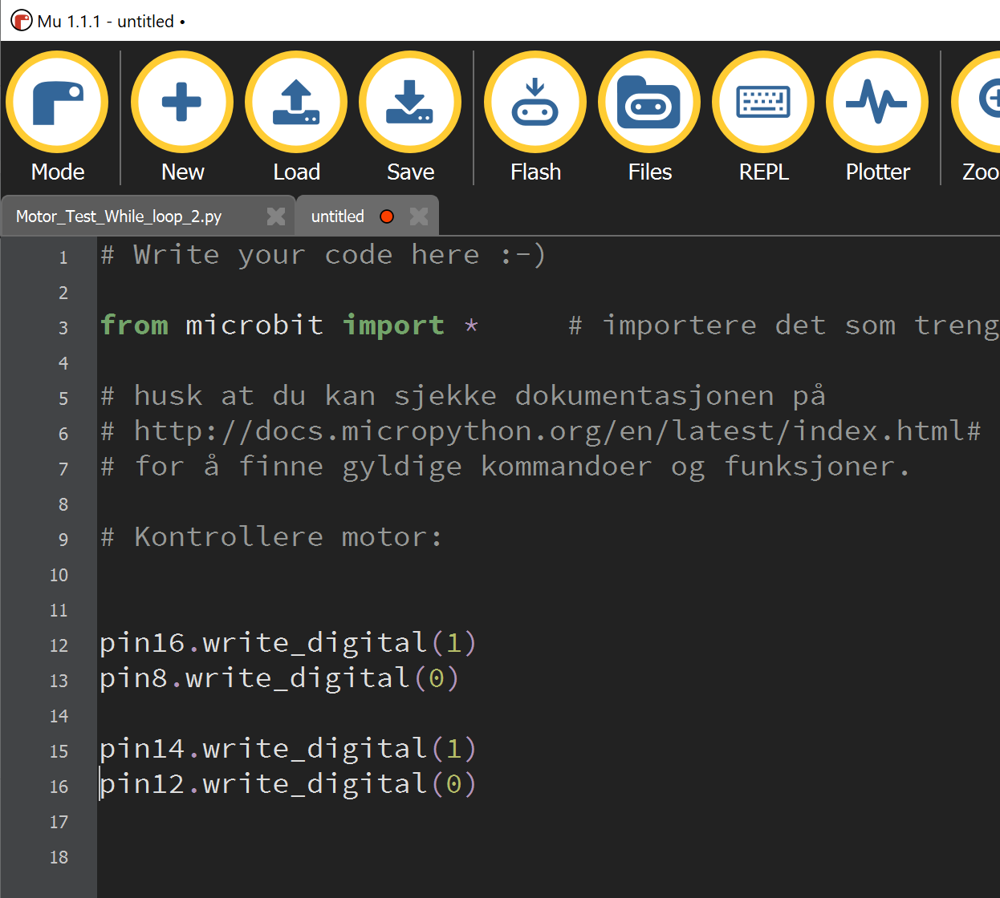 Mu 1.1.1 - untitled •
Mode
New
Load
Save
Flash
Files
REPL
Plotter
Zoo
Motor_Test_While_loop_2.py
untitled
1 # Write your code here :-)
2
3 from microbit import * # importere det som treng
4
5 # husk at du kan sjekke dokumentasjonen på
6 # http://docs.micropython.org/en/latest/index.html#
7 # for å finne gyldige kommandoer og funksjoner.
8
9 # Kontrollere motor:
10
11
12 pin16.write_digital(1)
13 pin8.write_digital(0)
14
15 pin14.write_digital(1)
16 pin12.write_digital(0)
17
18